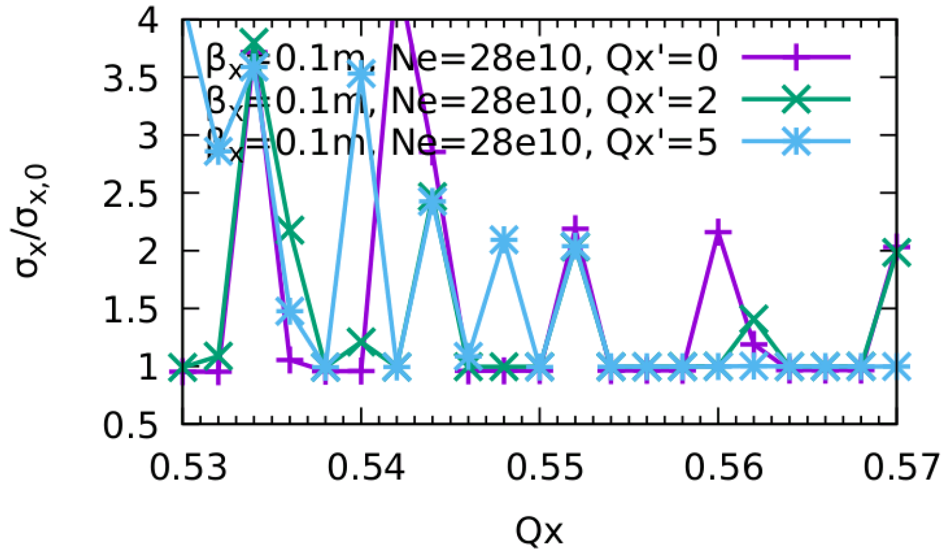 4
3.5
3
2.5
2
1.5
1
0.5
σx/σx,0
βx=0.1m, Ne=28e10, Qx'=0
βx=0.1m, Ne=28e10, Qx'=2
βx=0.1m, Ne=28e10, Qx'=5
0.53 0.54 0.55 0.56 0.57
Qx